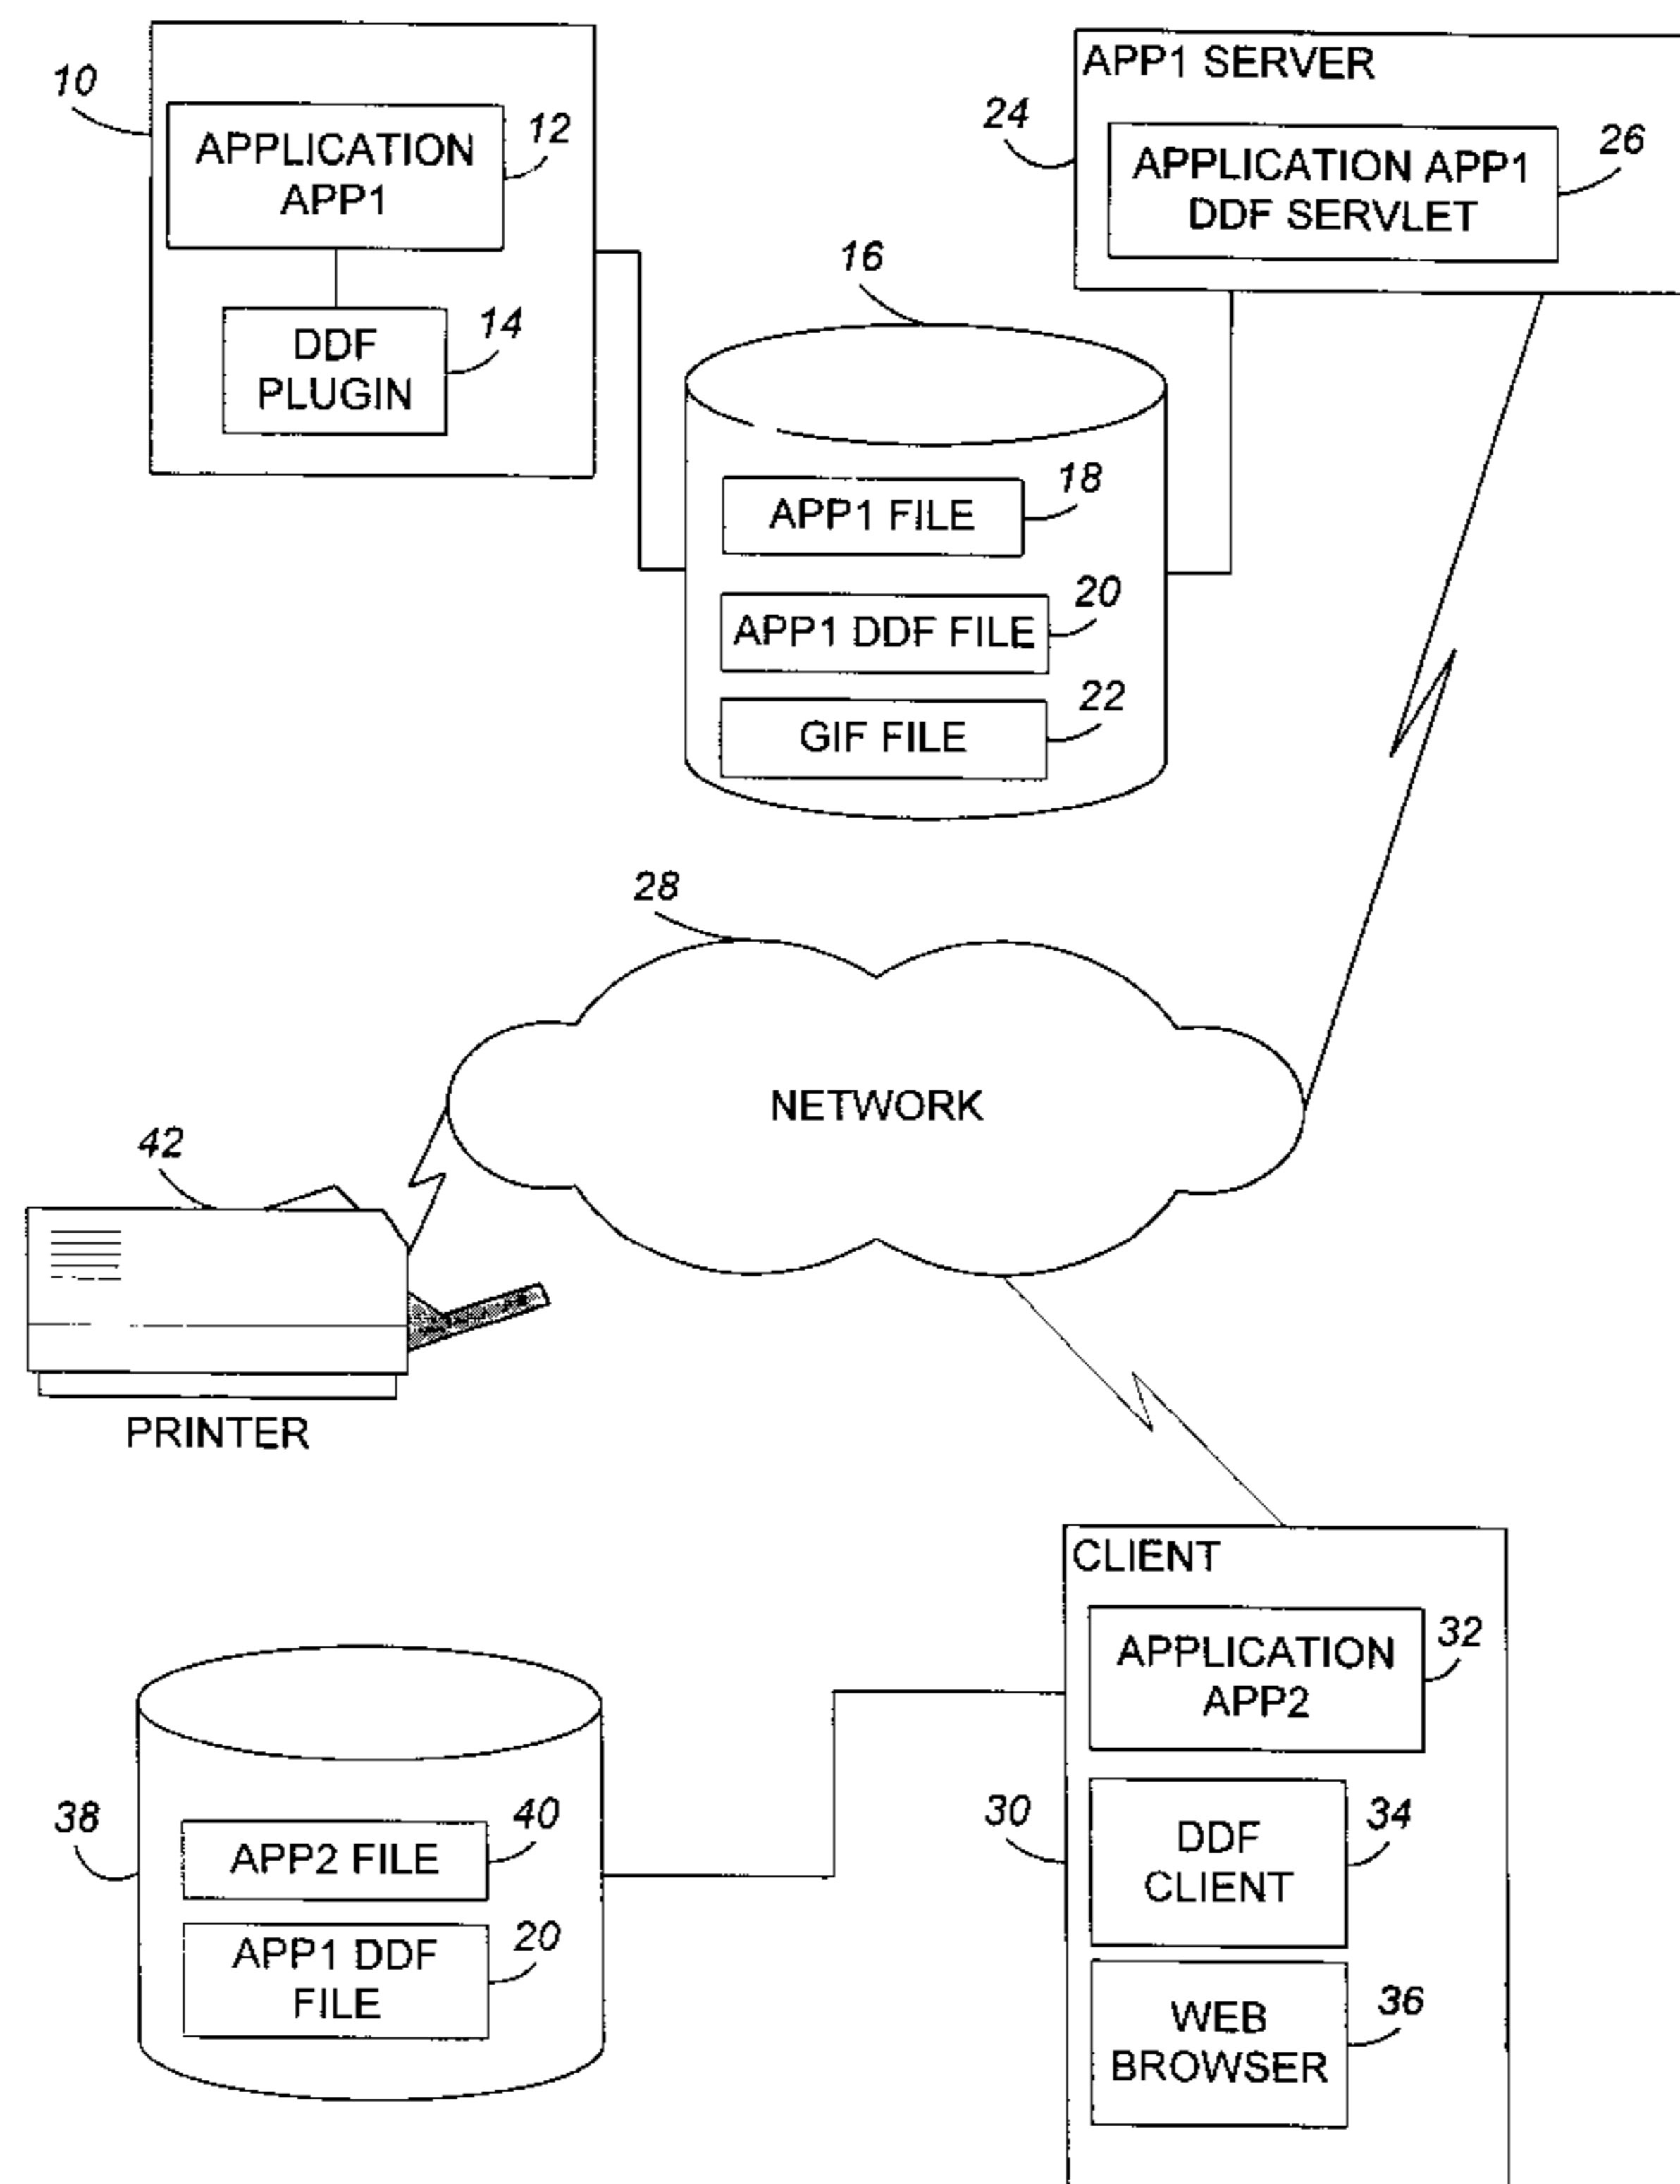 10
APPLICATION
APP1
12
DDF
PLUGIN
14
APP1 SERVER
24
APPLICATION APP1
DDF SERVLET
26
16
APP1 FILE
18
APP1 DDF FILE
20
GIF FILE
22
28
NETWORK
42
PRINTER
CLIENT
APPLICATION
APP2
32
30
DDF
CLIENT
34
WEB
BROWSER
36
38
APP2 FILE
40
APP1 DDF
FILE
20